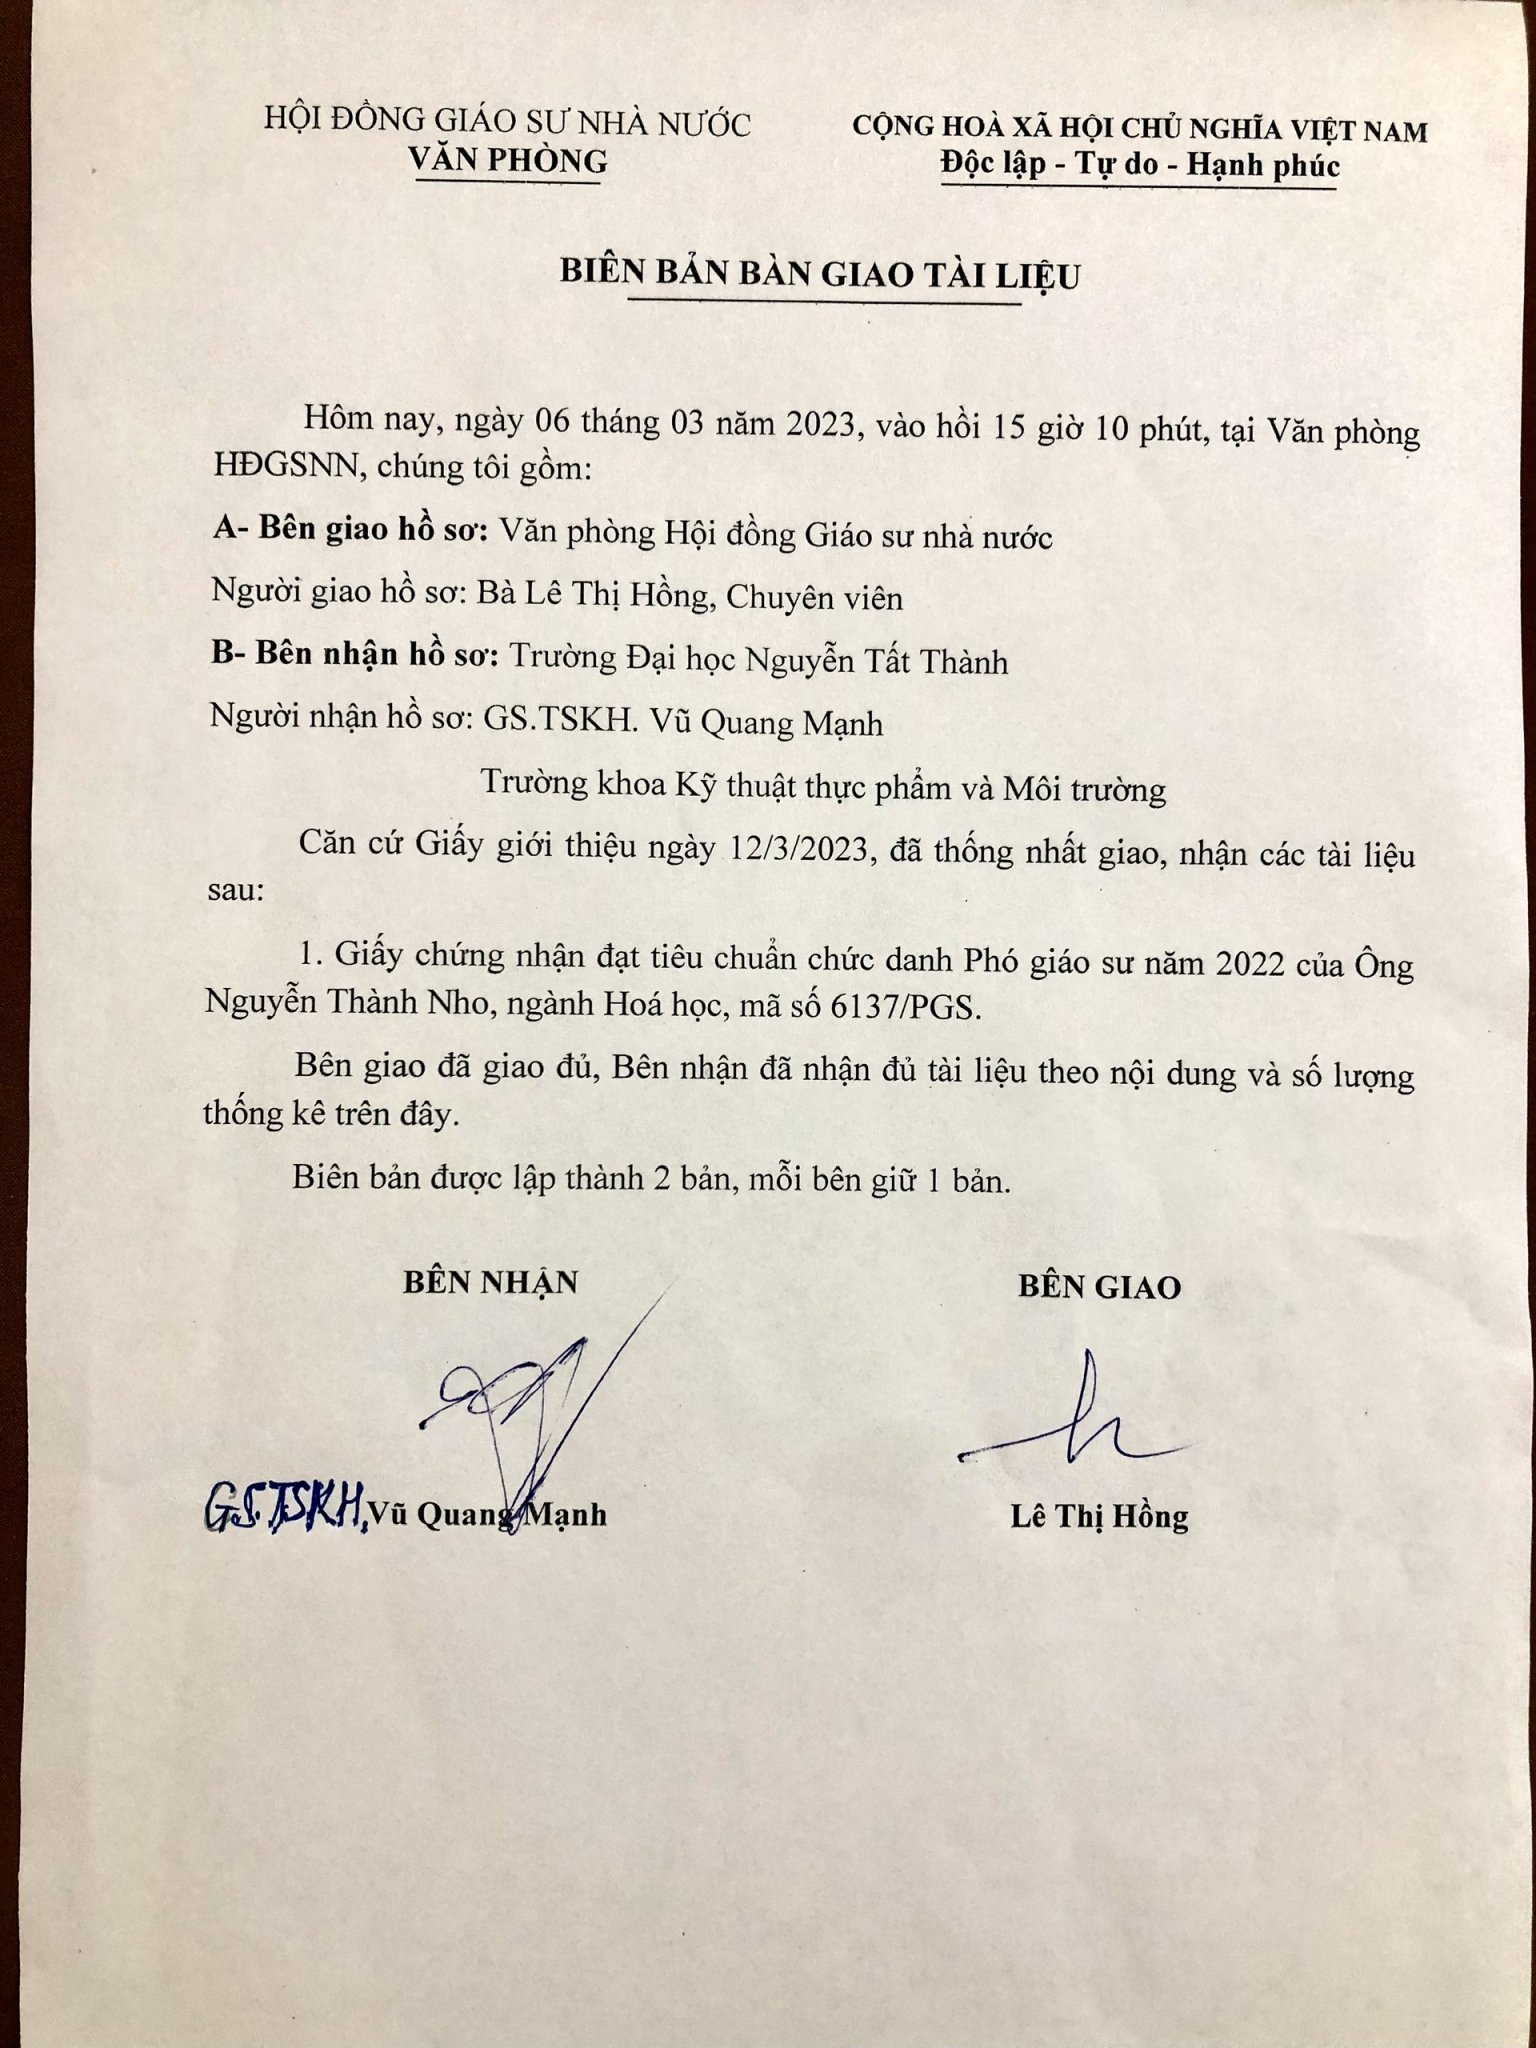 HỘI ĐỒNG GIÁO SƯ NHÀ NƯỚC
VĂN PHÒNG
CỘNG HOÀ XÃ HỘI CHỦ NGHĨA VIỆT NAM
Độc lập - Tự do - Hạnh phúc
BIÊN BẢN BÀN GIAO TÀI LIỆU
Hôm nay, ngày 06 tháng 03 năm 2023, vào hồi 15 giờ 10 phút, tại Văn phòng
HĐGSNN, chúng tôi gồm:
A- Bên giao hồ sơ: Văn phòng Hội đồng Giáo sư nhà nước
Người giao hồ sơ: Bà Lê Thị Hồng, Chuyên viên
B- Bên nhận hồ sơ: Trường Đại học Nguyễn Tất Thành
Người nhận hồ sơ: GS.TSKH. Vũ Quang Mạnh
Trường khoa Kỹ thuật thực phẩm và Môi trường
Căn cứ Giấy giới thiệu ngày 12/3/2023, đã thống nhất giao, nhận các tài liệu
sau:
1. Giấy chứng nhận đạt tiêu chuẩn chức danh Phó giáo sư năm 2022 của Ông
Nguyễn Thành Nho, ngành Hoá học, mã số 6137/PGS.
Bên giao đã giao đủ, Bên nhận đã nhận đủ tài liệu theo nội dung và số lượng
thống kê trên đây.
Biên bản được lập thành 2 bản, mỗi bên giữ 1 bản.
BÊN NHẬN
BÊN GIAO
GS.TSKH. Vũ Quang Mạnh
Lê Thị Hồng